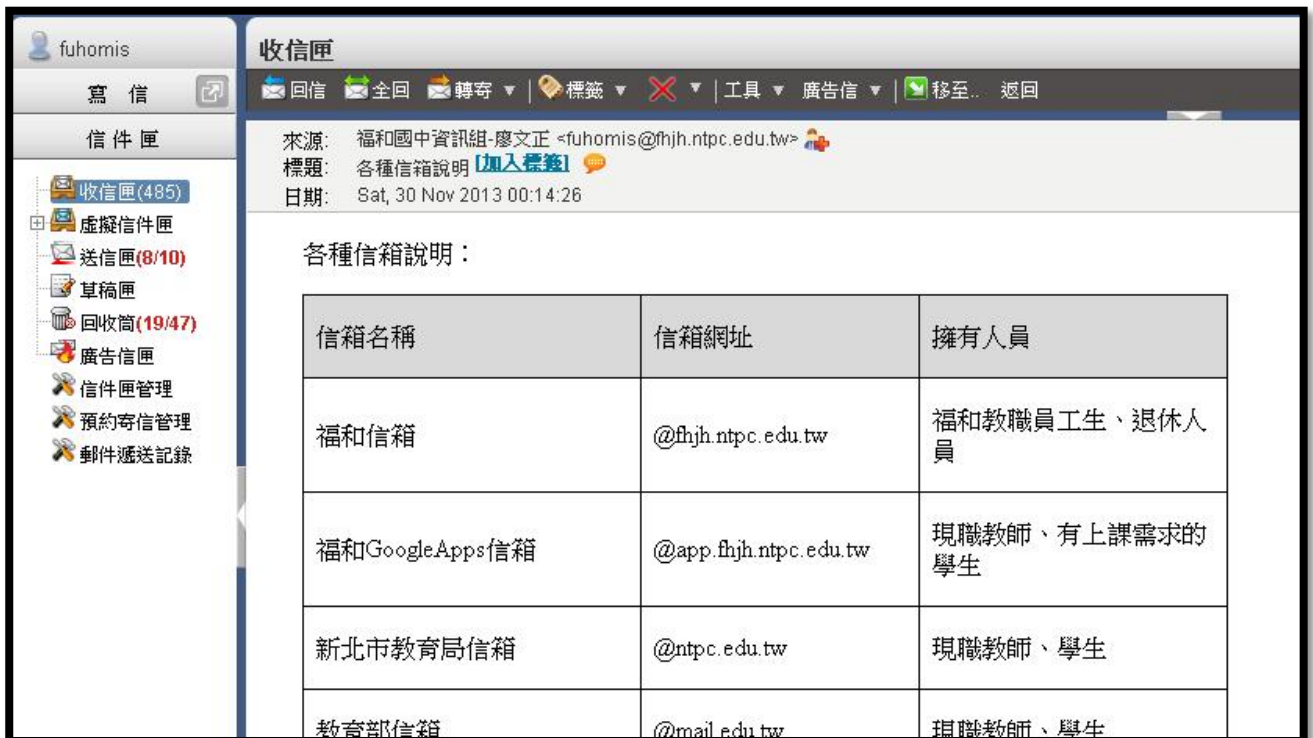 fuhomis
寫 信
信件匣
收信匣(485)
虛擬信件匣
送信匣(8/10)
草稿匣
回收筒(19/47)
廣告信匣
信件匣管理
預約寄信管理
郵件遞送記錄
收信匣
回信 全回 轉寄 ▼ | 標籤 ▼ ▼ | 工具 ▼ 廣告信 ▼ | 移至.. 返回
來源: 福和國中資訊組-廖文正 <fuhomis@fhjh.ntpc.edu.tw>
標題: 各種信箱說明 [加入標籤]
日期: Sat, 30 Nov 2013 00:14:26
各種信箱說明：
信箱名稱 信箱網址 擁有人員
福和信箱 @fhjh.ntpc.edu.tw 福和教職員工生、退休人
員
福和GoogleApps信箱 @app.fhjh.ntpc.edu.tw 現職教師、有上課需求的
學生
新北市教育局信箱 @ntpc.edu.tw 現職教師、學生
教育部信箱 @mail.edu.tw 現職教師、學生